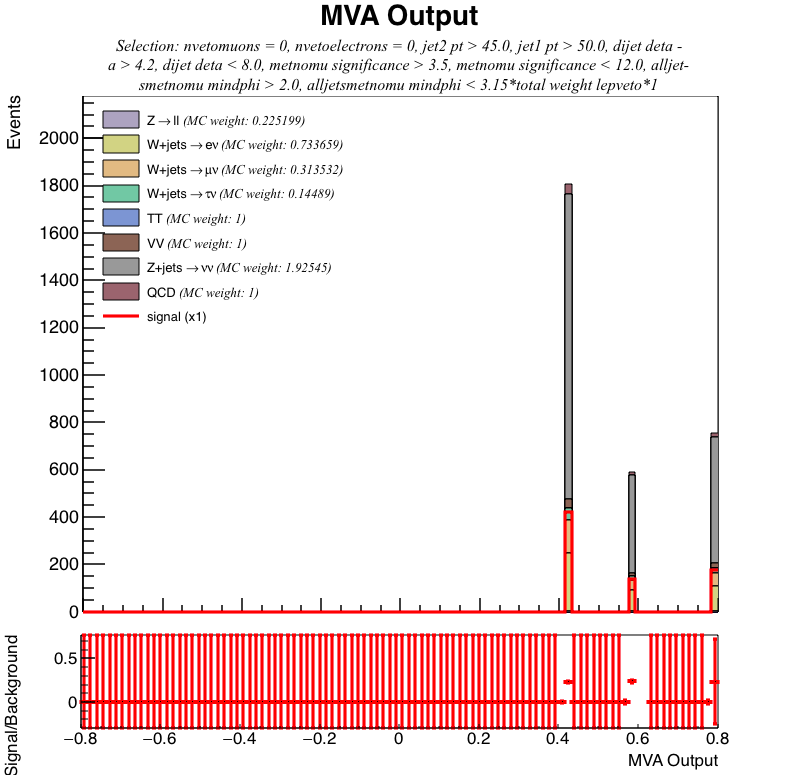 MVA Output
Selection: nvetomuons = 0, nvetoelectrons = 0, jet2 pt > 45.0, jet1 pt > 50.0, dijet deta -
a > 4.2, dijet deta < 8.0, metnomu significance > 3.5, metnomu significance < 12.0, alljet-
smetnomu mindphi > 2.0, alljetsmetnomu mindphi < 3.15*total weight lepveto*1
Events
2000
1800
1600
1400
1200
1000
800
600
400
200
0
Z→ll (MC weight: 0.225199)
W+jets→eν (MC weight: 0.733659)
W+jets→μν (MC weight: 0.313532)
W+jets→τν (MC weight: 0.14489)
TT (MC weight: 1)
VV (MC weight: 1)
Z+jets→νν (MC weight: 1.92545)
QCD (MC weight: 1)
signal (x1)
Signal/Background
0.5
0
−0.8 −0.6 −0.4 −0.2 0 0.2 0.4 0.6 0.8
MVA Output